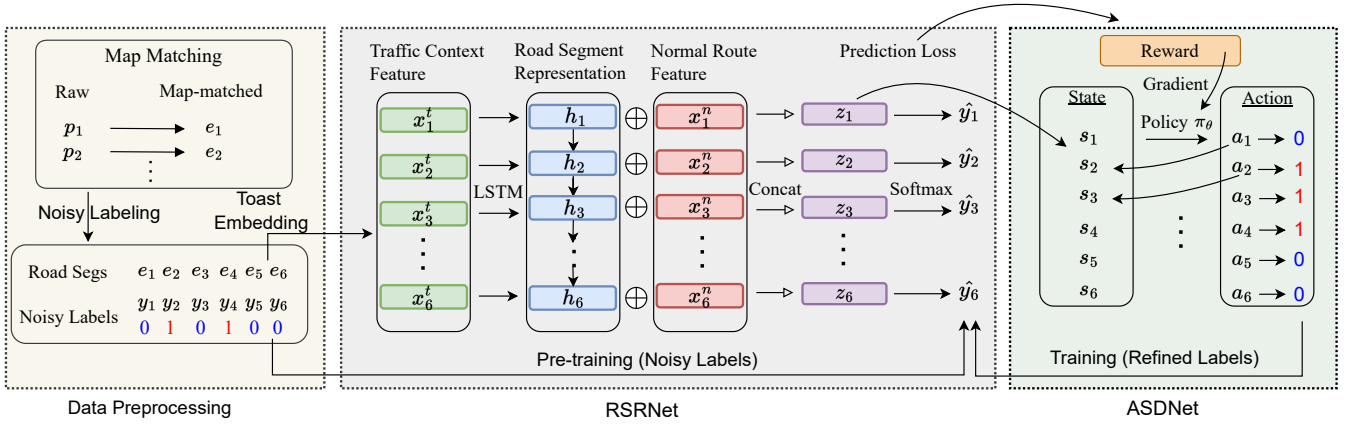 Map Matching
Raw Map-matched
p₁ e₁
p₂ e₂
⋮
Noisy Labeling
Toast
Embedding
Road Segs e₁ e₂ e₃ e₄ e₅ e₆
y₁ y₂ y₃ y₄ y₅ y₆
Noisy Labels
0 1 0 1 0 0
Data Preprocessing
Traffic Context
Feature
Road Segment
Representation
Normal Route
Feature
Prediction Loss
x₁ᵗ h₁ ⊕ x₁ⁿ z₁ ŷ₁
x₂ᵗ h₂ ⊕ x₂ⁿ z₂ ŷ₂
LSTM Concat Softmax
x₃ᵗ h₃ ⊕ x₃ⁿ z₃ ŷ₃
⋮ ⋮ ⋮ ⋮
x₆ᵗ h₆ ⊕ x₆ⁿ z₆ ŷ₆
Pre-training (Noisy Labels)
RSRNet
Reward
Gradient
State
Policy π_θ
Action
s₁ a₁ 0
s₂ a₂ 1
s₃ a₃ 1
s₄ a₄ 1
⋮
s₅ a₅ 0
s₆ a₆ 0
Training (Refined Labels)
ASDNet